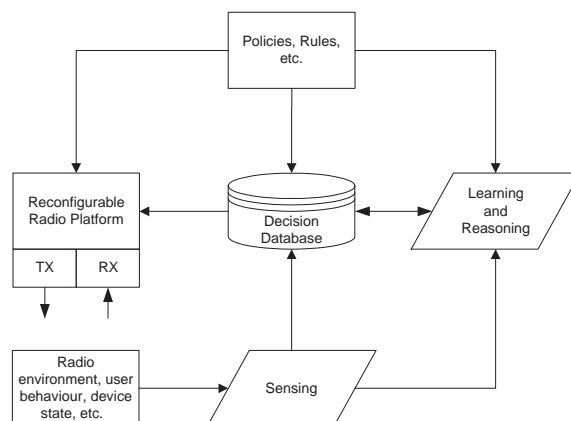 Policies, Rules,
etc.
Reconfigurable
Radio Platform
TX
RX
Decision
Database
Learning
and
Reasoning
Radio
environment, user
behaviour, device
state, etc.
Sensing